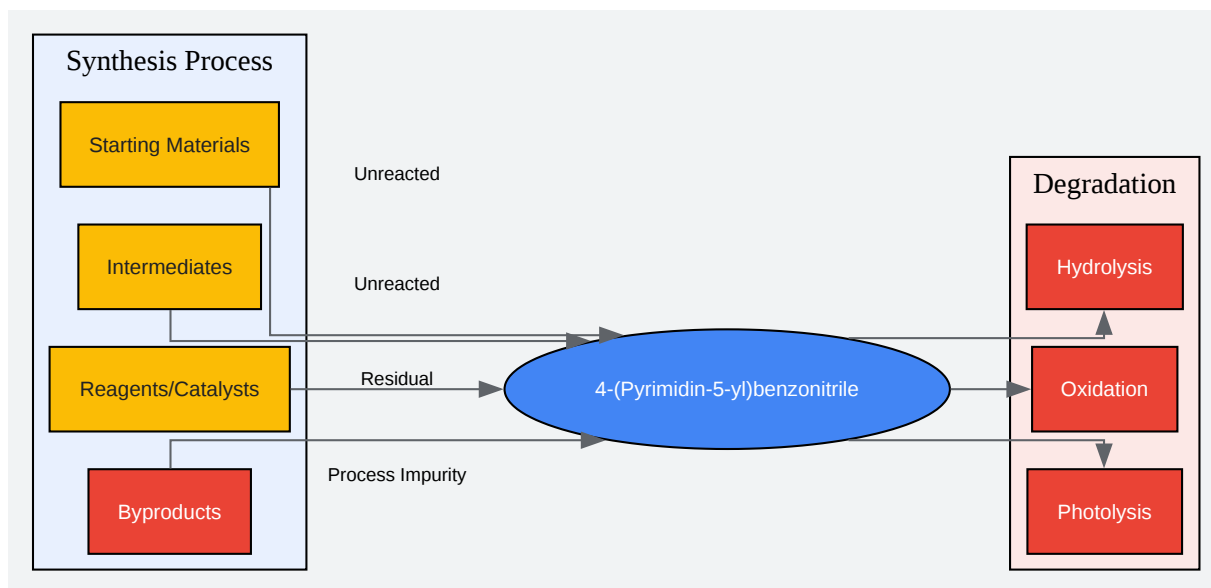 Synthesis Process
Starting Materials
Unreacted
Intermediates
Unreacted
Reagents/Catalysts
Residual
Byproducts
Process Impurity
4-(Pyrimidin-5-yl)benzonitrile
Degradation
Hydrolysis
Oxidation
Photolysis